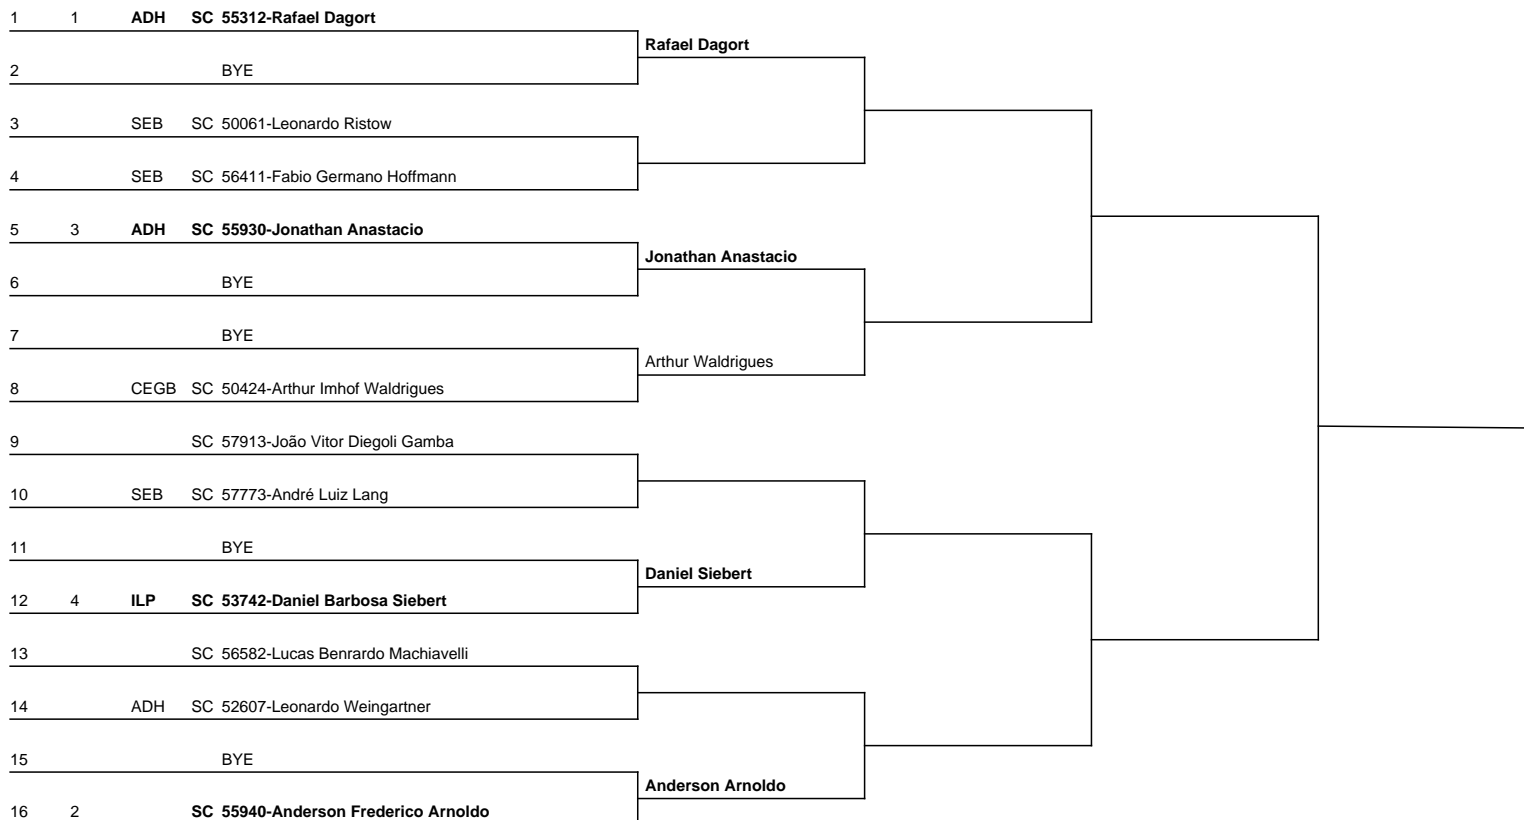 1 1 ADH SC 55312-Rafael Dagort
Rafael Dagort
2 BYE
3 SEB SC 50061-Leonardo Ristow
4 SEB SC 56411-Fabio Germano Hoffmann
5 3 ADH SC 55930-Jonathan Anastacio
Jonathan Anastacio
6 BYE
7 BYE
Arthur Waldrigues
8 CEGB SC 50424-Arthur Imhof Waldrigues
9 SC 57913-João Vitor Diegoli Gamba
10 SEB SC 57773-André Luiz Lang
11 BYE
Daniel Siebert
12 4 ILP SC 53742-Daniel Barbosa Siebert
13 SC 56582-Lucas Benrardo Machiavelli
14 ADH SC 52607-Leonardo Weingartner
15 BYE
Anderson Arnoldo
16 2 SC 55940-Anderson Frederico Arnoldo